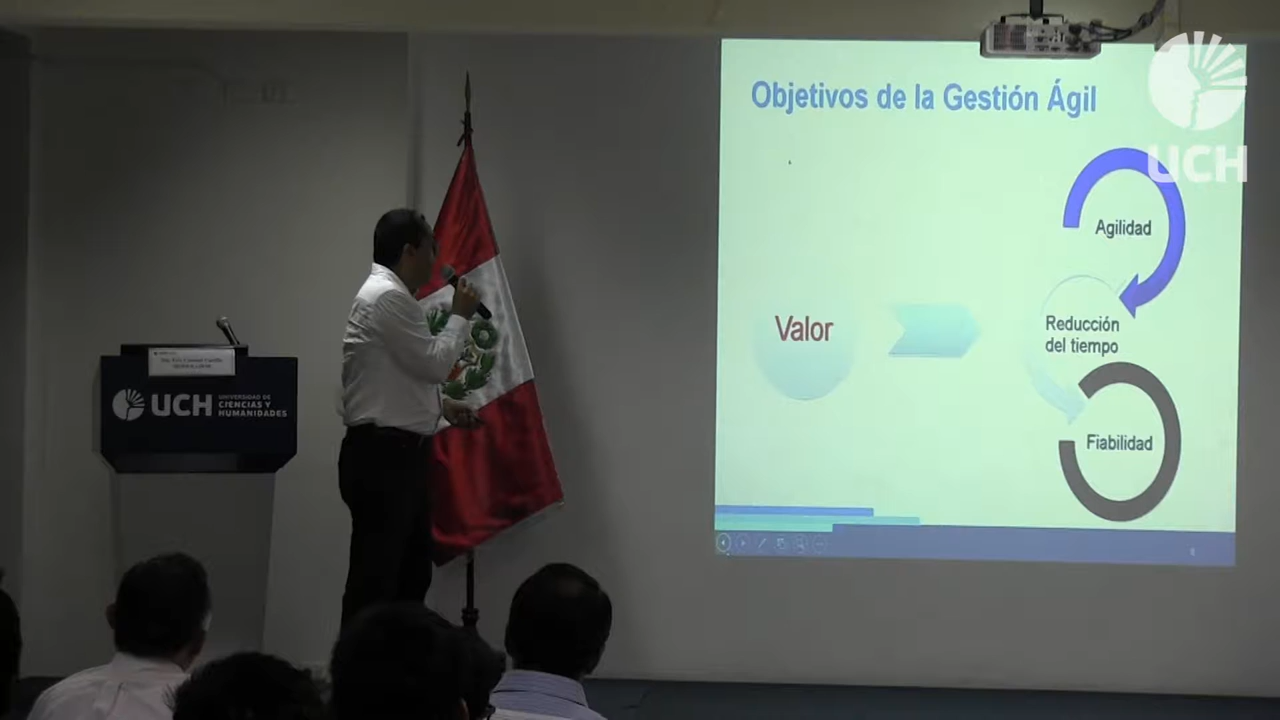 Objetivos de la Gestión Ágil
UCH
Agilidad
Valor
Reducción
del tiempo
Fiabilidad
UCH
UNIVERSIDAD DE
CIENCIAS Y
HUMANIDADES